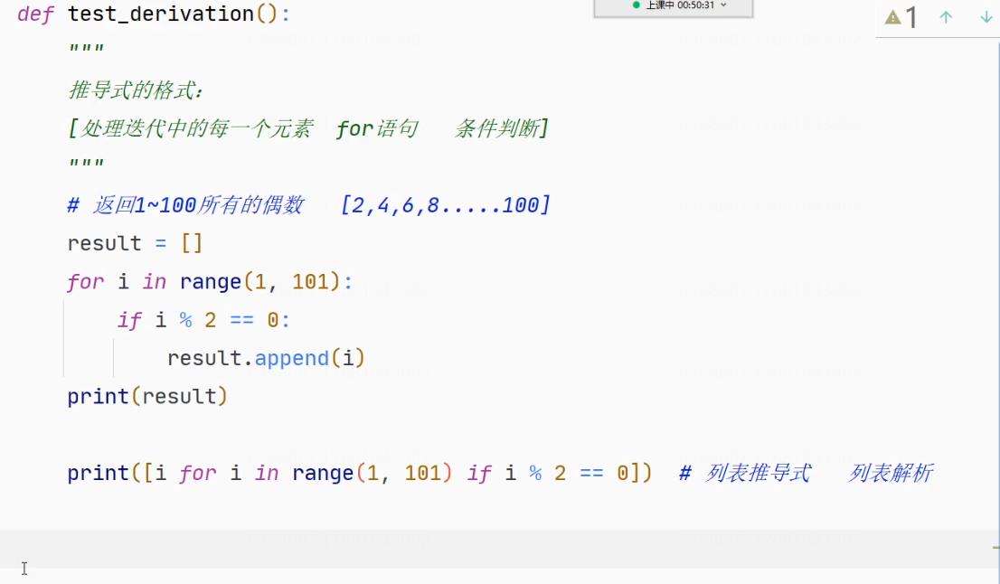 上课中 00:50:31
1
def test_derivation():
"""
推导式的格式：
[处理迭代中的每一个元素  for语句   条件判断]
"""
# 返回1~100所有的偶数   [2,4,6,8.....100]
result = []
for i in range(1, 101):
    if i % 2 == 0:
        result.append(i)
print(result)
print([i for i in range(1, 101) if i % 2 == 0])  # 列表推导式   列表解析